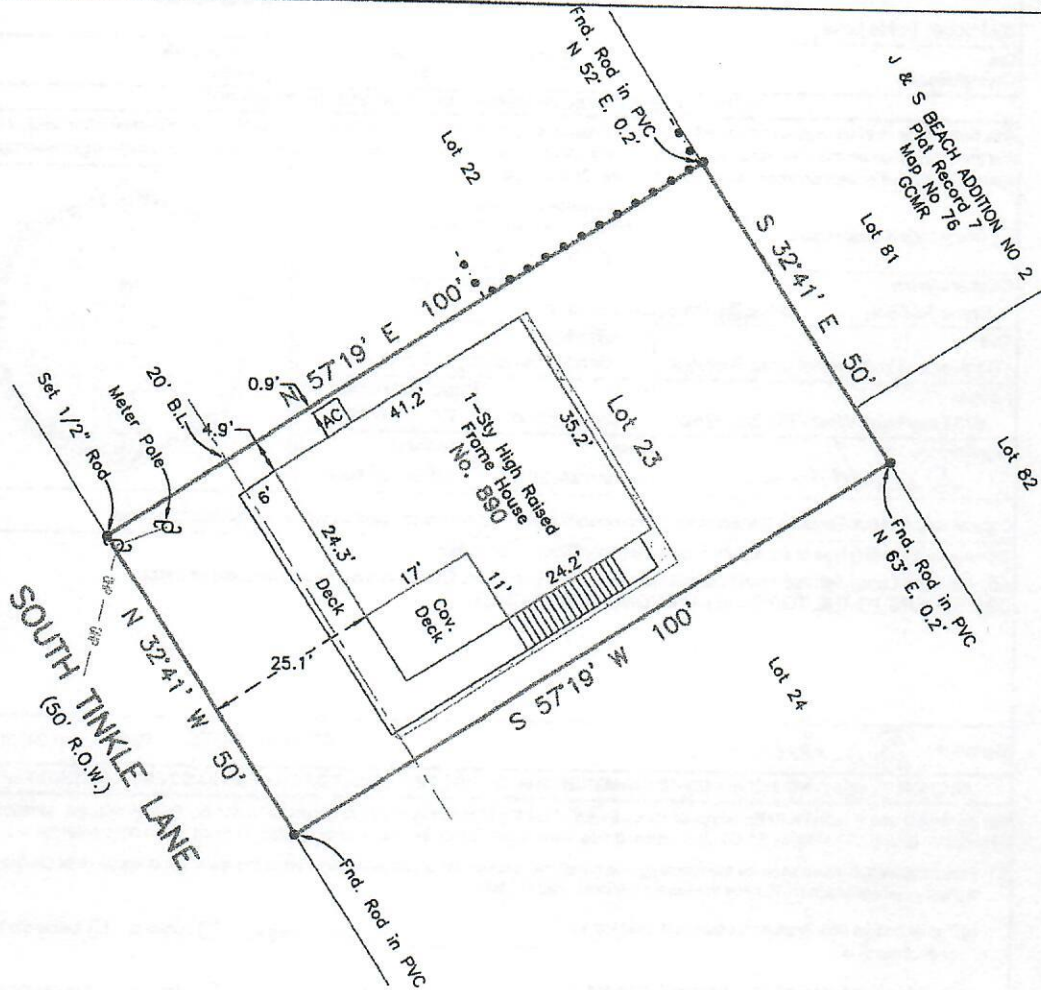 J & S BEACH ADDITION NO 2
Plat Record 7
Map No 76
GCMR
Fnd. Rod in PVC
N 52° E. 0.2'
Lot 22
Lot 81
S 32°41' E 50'
Lot 82
N 57°19' E 100'
Set 1/2" Rod
Meter Pole
20' B.L.
0.9'
4.9'
AC
41.2'
35.2'
Lot 23
1-Sty High Raised
Frame House
No. 890
6'
24.3'
Deck
17'
11'
24.2'
Cov.
Deck
25.1'
Fnd. Rod in PVC
N 63° E. 0.2'
S 57°19' W 100'
Lot 24
N 32°41' W 50'
OHP OHP
SOUTH TINKLE LANE
(50' R.O.W.)
Fnd. Rod in PVC